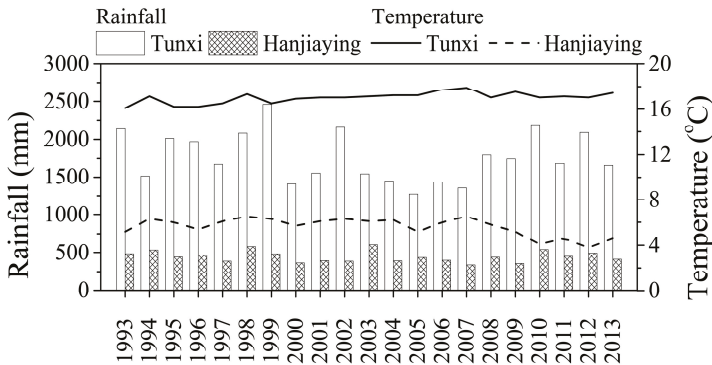 Rainfall Temperature
Tunxi Hanjiaying Tunxi Hanjiaying
3000 20
2500 16
2000 12
1500
1000 8
500 4
0 0
Rainfall (mm)
Temperature (°C)
1993 1994 1995 1996 1997 1998 1999 2000 2001 2002 2003 2004 2005 2006 2007 2008 2009 2010 2011 2012 2013